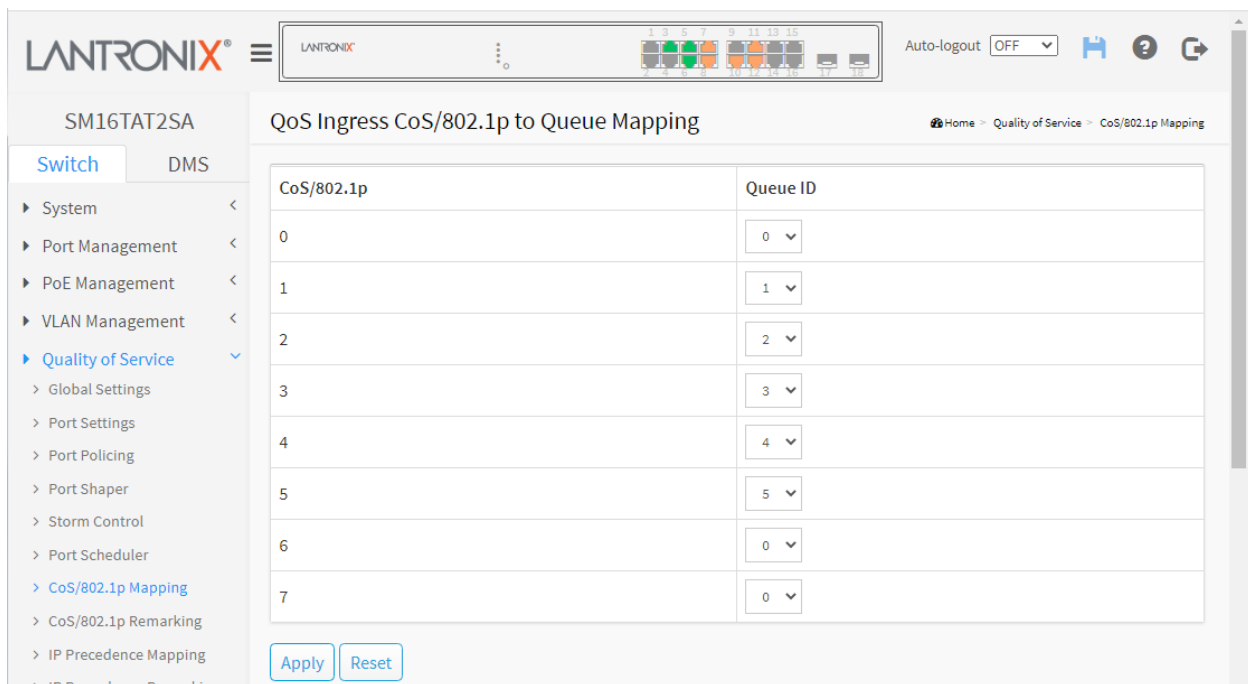 LANTRONIX®
LANTRONIX
1 3 5 7 9 11 13 15
2 4 6 8 10 12 14 16 17 18
Auto-logout OFF
SM16TAT2SA
QoS Ingress CoS/802.1p to Queue Mapping
Home > Quality of Service > CoS/802.1p Mapping
Switch DMS
System
Port Management
PoE Management
VLAN Management
Quality of Service
> Global Settings
> Port Settings
> Port Policing
> Port Shaper
> Storm Control
> Port Scheduler
> CoS/802.1p Mapping
> CoS/802.1p Remarking
> IP Precedence Mapping
CoS/802.1p Queue ID
0 0
1 1
2 2
3 3
4 4
5 5
6 0
7 0
Apply Reset